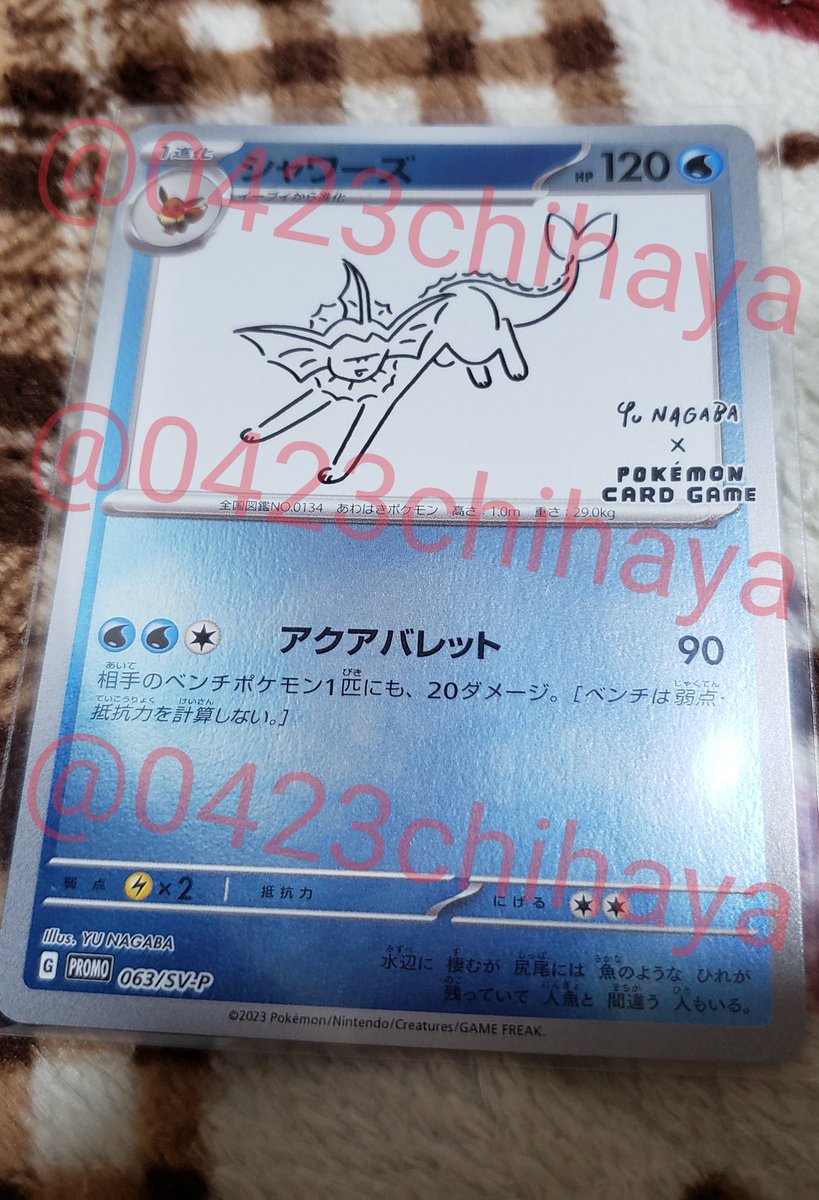 1進化
シャワーズ
HP 120
イーブイから進化
@0423chihaya
YU NAGABA
×
POKÉMON
CARD GAME
全国図鑑NO.0134 あわはきポケモン 高さ:1.0m 重さ:29.0kg
@0423chihaya
アクアバレット 90
相手のベンチポケモン1匹にも、20ダメージ。[ベンチは弱点・
抵抗力を計算しない。]
@0423chihaya
弱点 ×2 抵抗力 にげる
Illus. YU NAGABA
G PROMO 063/SV-P
水辺に 棲むが 尻尾には 魚のような ひれが
残っていて 人魚と 間違う 人もいる。
©2023 Pokémon/Nintendo/Creatures/GAME FREAK.